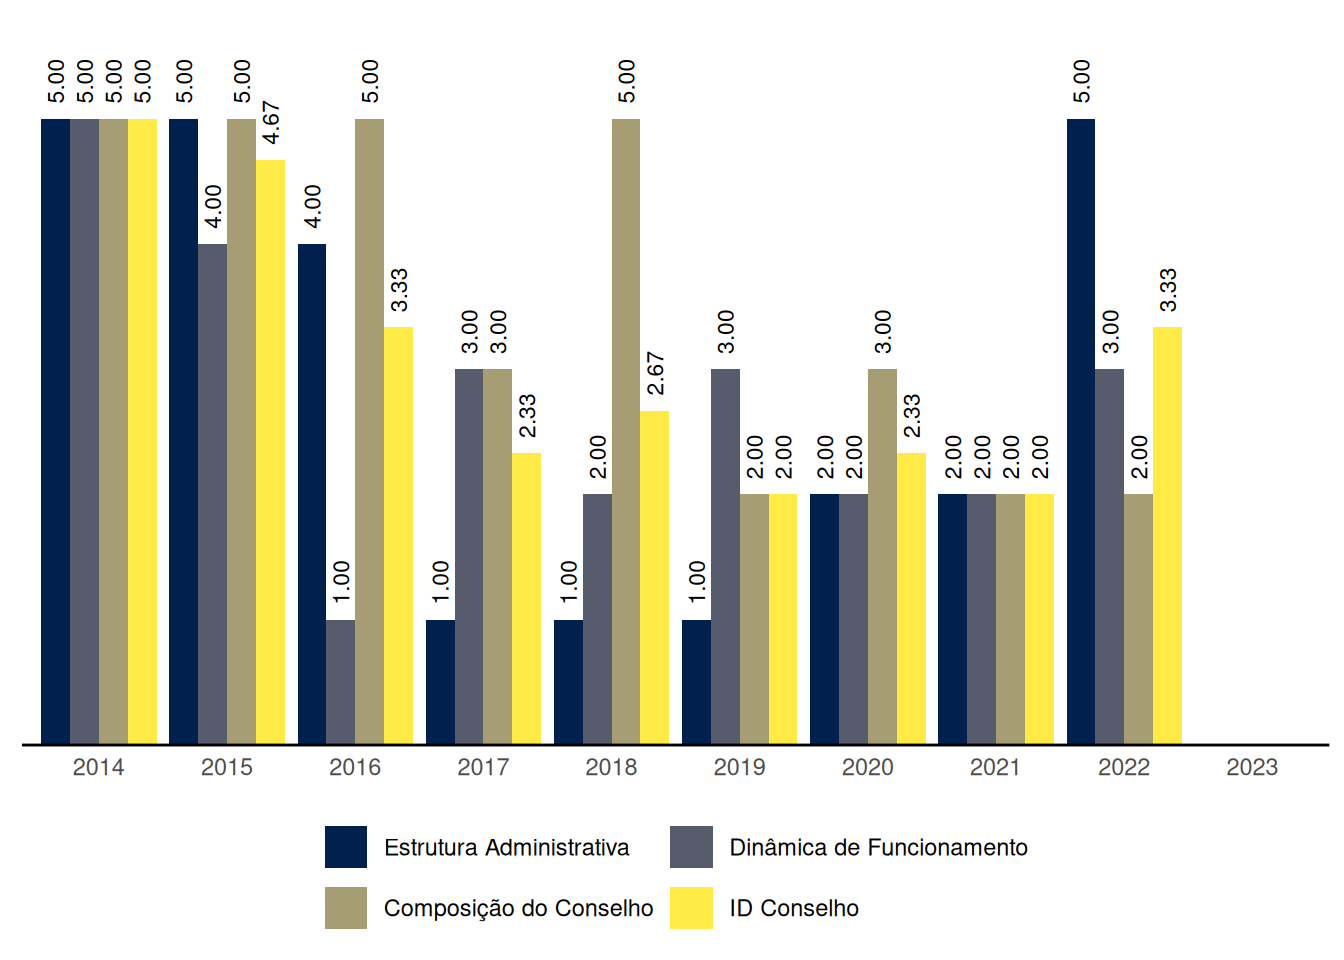 5.00 5.00 5.00 5.00 5.00 4.00 5.00 4.67 4.00 1.00 5.00 3.33 1.00 3.00 3.00 2.33 1.00 2.00 5.00 2.67 1.00 3.00 2.00 2.00 2.00 2.00 3.00 2.33 2.00 2.00 2.00 2.00 5.00 3.00 2.00 3.33
2014 2015 2016 2017 2018 2019 2020 2021 2022 2023
Estrutura Administrativa Dinâmica de Funcionamento
Composição do Conselho ID Conselho